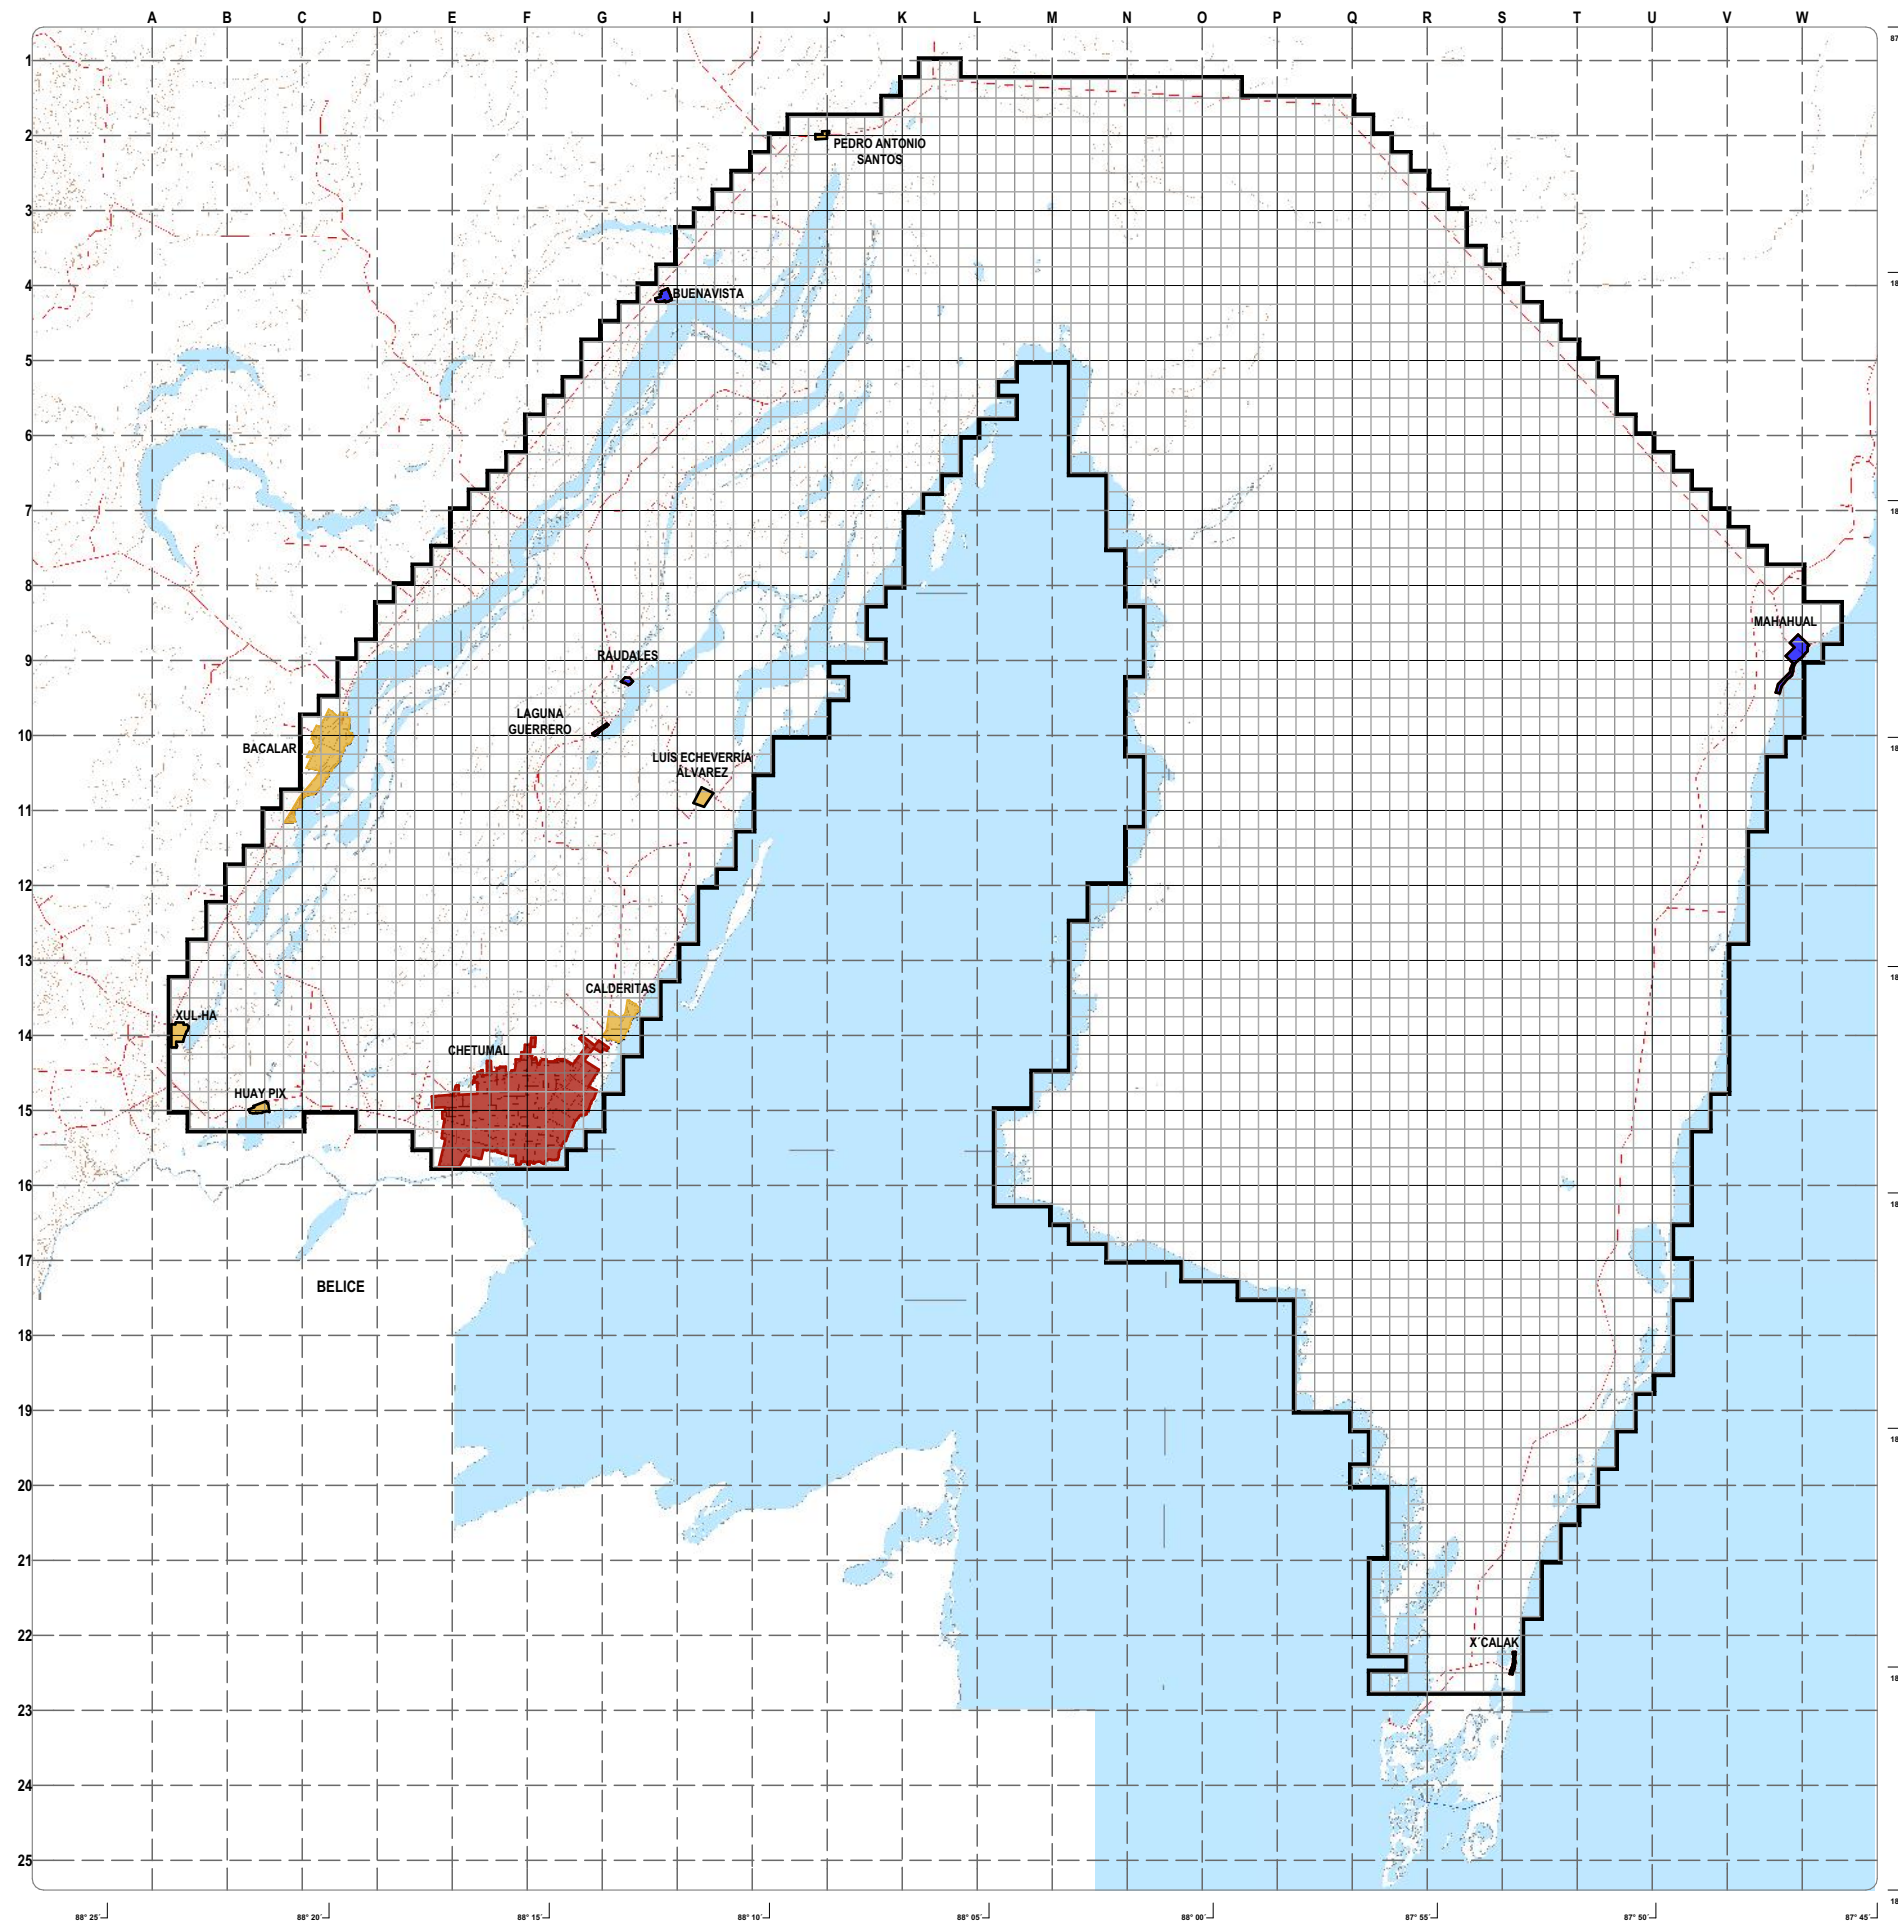 A B C D E F G H I J K L M N O P Q R S T U V W
1
2
PEDRO ANTONIO
SANTOS
3
4
BUENAVISTA
5
6
7
8
MAHAHUAL
9
RAUDALES
LAGUNA
GUERRERO
10
BACALAR
LUIS ECHEVERRÍA
ÁLVAREZ
11
12
13
CALDERITAS
XUL-HA
14
CHETUMAL
HUAY PIX
15
16
17
BELICE
18
19
20
21
22
X´CALAK
23
24
25
88° 25´ 88° 20´ 88° 15´ 88° 10´ 88° 05´ 88° 00´ 87° 55´ 87° 50´ 87° 45´